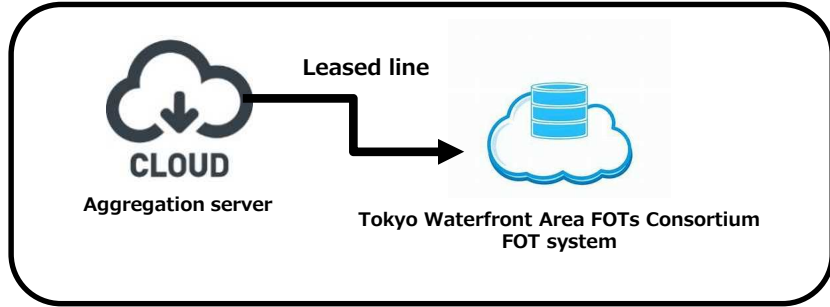 Leased line
CLOUD
Aggregation server
Tokyo Waterfront Area FOTs Consortium
FOT system